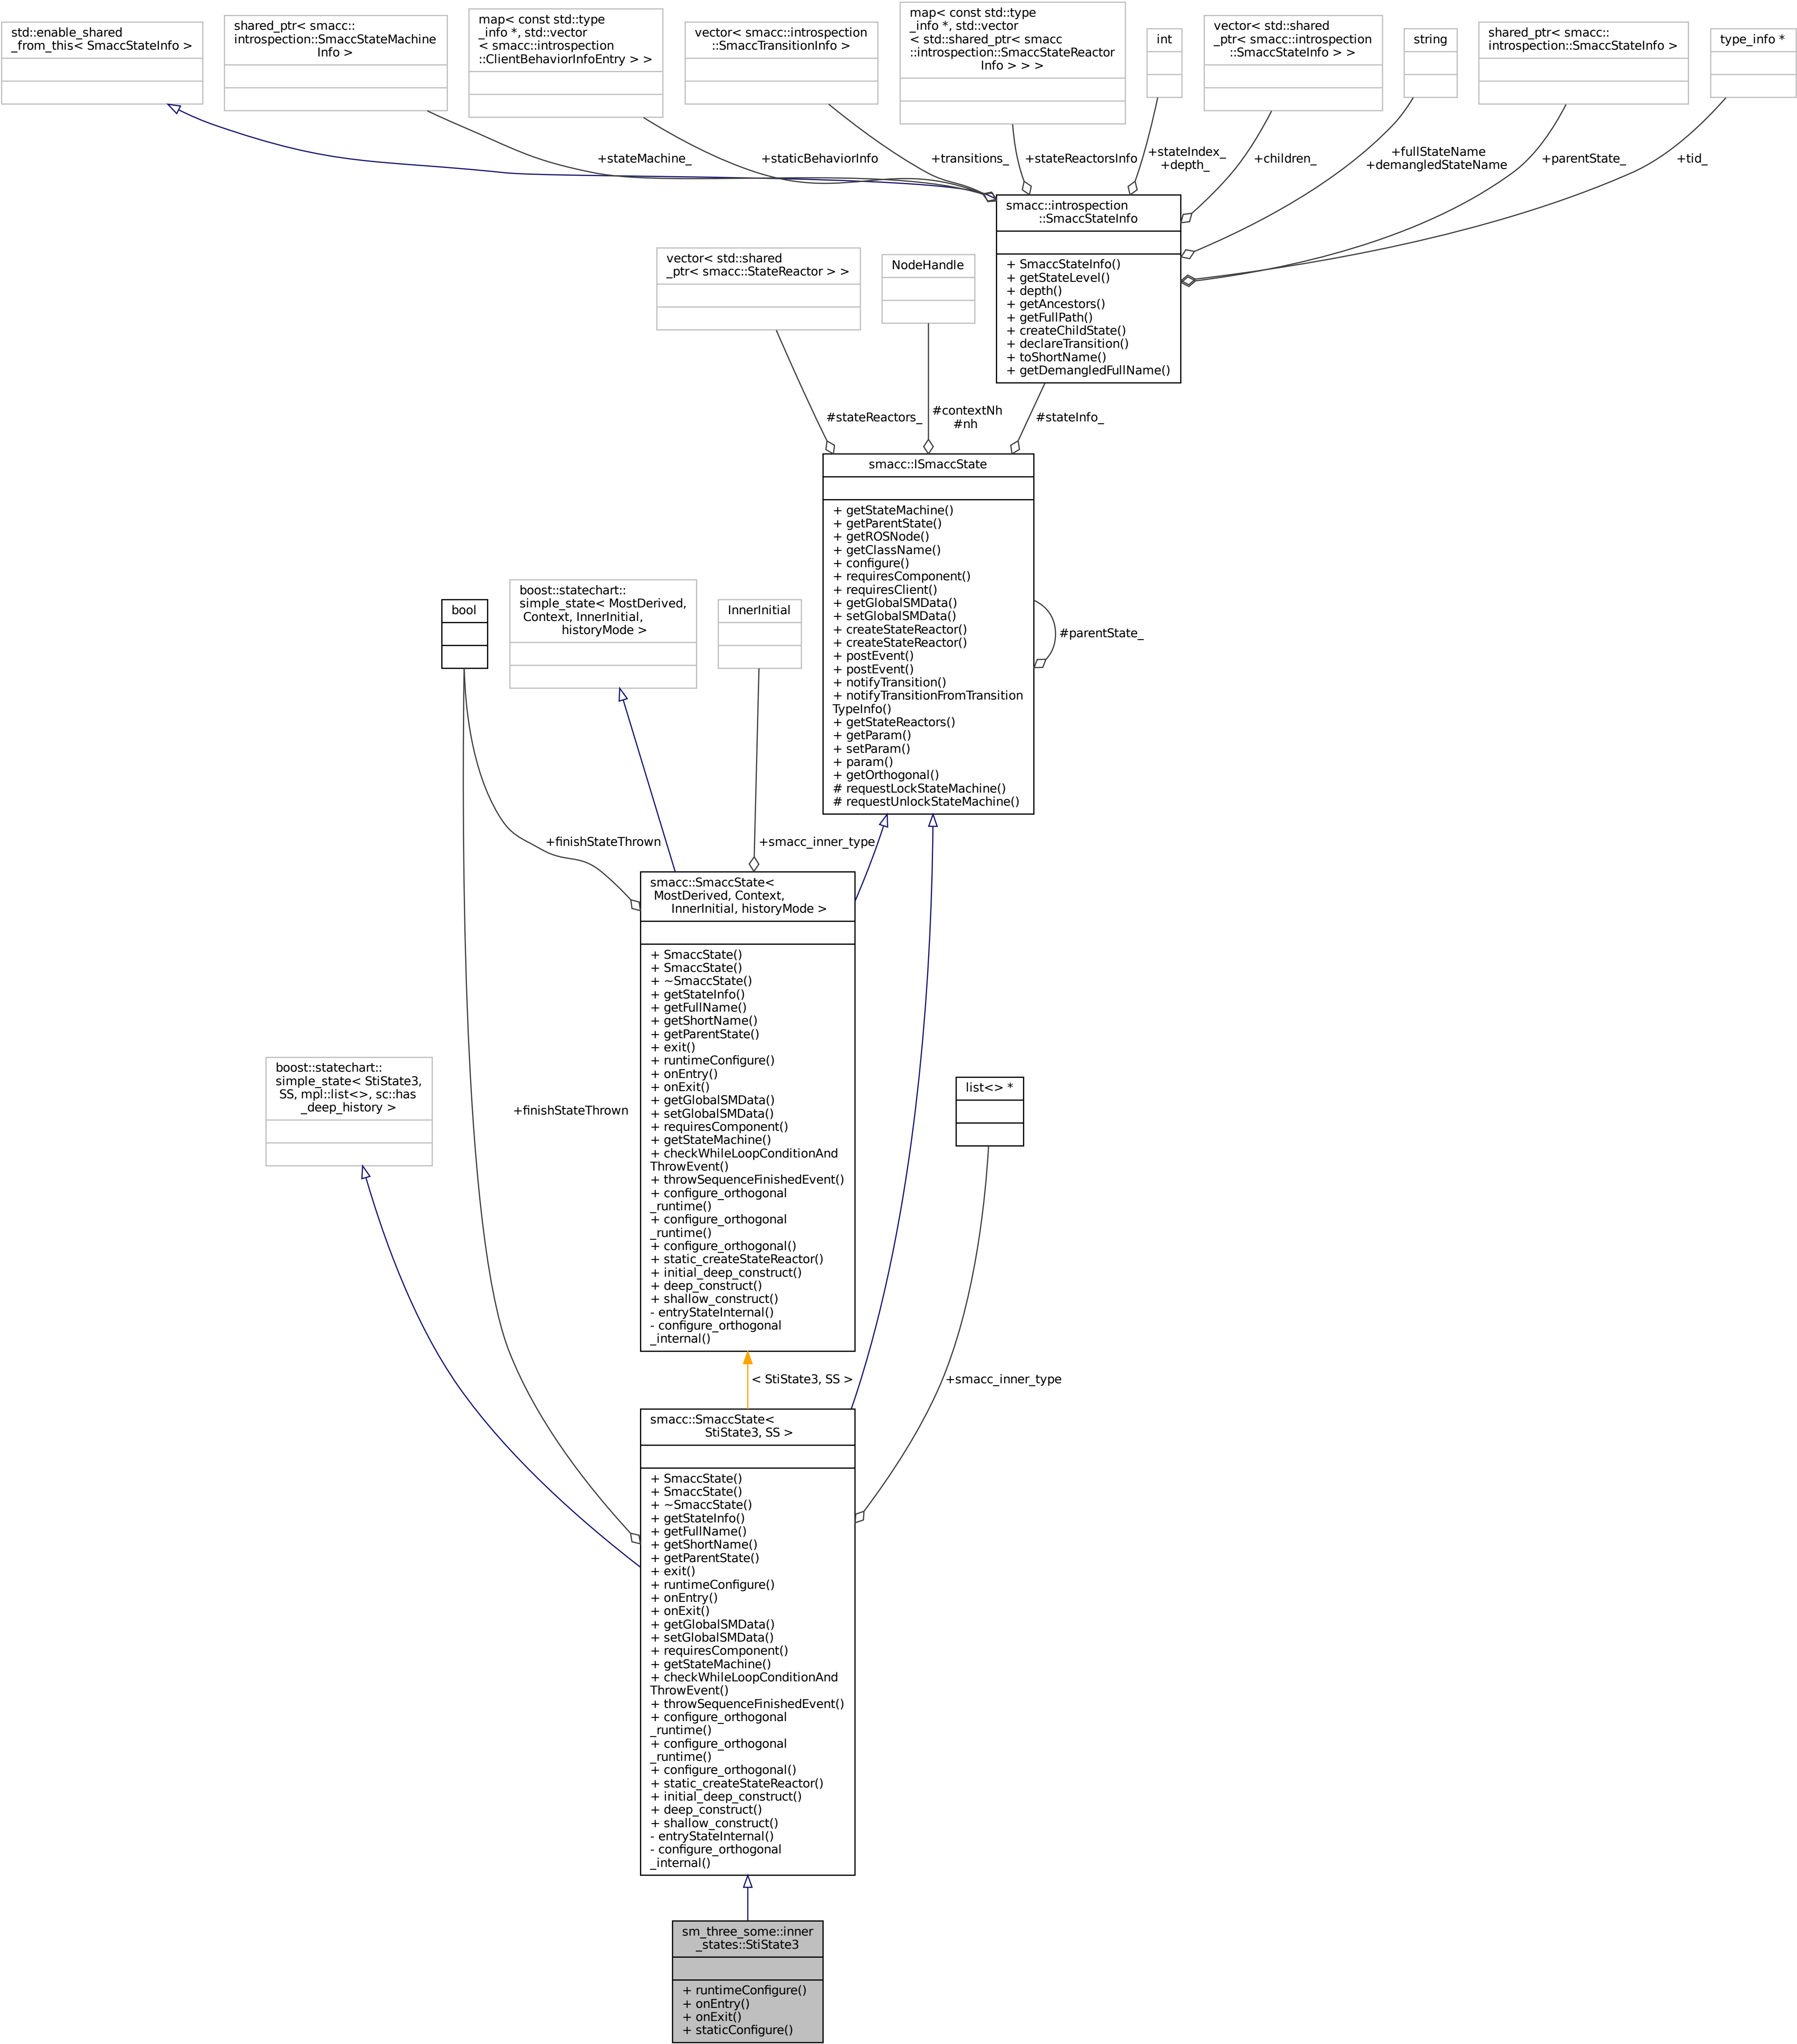 std::enable_shared
_from_this< SmaccStateInfo >
shared_ptr< smacc::
introspection::SmaccStateMachine
Info >
map< const std::type
_info *, std::vector
< smacc::introspection
::ClientBehaviorInfoEntry > >
vector< smacc::introspection
::SmaccTransitionInfo >
map< const std::type
_info *, std::vector
< std::shared_ptr< smacc
::introspection::SmaccStateReactor
Info > > >
int
vector< std::shared
_ptr< smacc::introspection
::SmaccStateInfo > >
string
shared_ptr< smacc::
introspection::SmaccStateInfo >
type_info *
+stateMachine_
+staticBehaviorInfo
+transitions_
+stateReactorsInfo
+stateIndex_
+depth_
+children_
+fullStateName
+demangledStateName
+parentState_
+tid_
smacc::introspection
::SmaccStateInfo
+ SmaccStateInfo()
+ getStateLevel()
+ depth()
+ getAncestors()
+ getFullPath()
+ createChildState()
+ declareTransition()
+ toShortName()
+ getDemangledFullName()
vector< std::shared
_ptr< smacc::StateReactor > >
NodeHandle
#stateReactors_
#contextNh
#nh
#stateInfo_
smacc::ISmaccState
+ getStateMachine()
+ getParentState()
+ getROSNode()
+ getClassName()
+ configure()
+ requiresComponent()
+ requiresClient()
+ getGlobalSMData()
+ setGlobalSMData()
+ createStateReactor()
+ createStateReactor()
+ postEvent()
+ postEvent()
+ notifyTransition()
+ notifyTransitionFromTransition
TypeInfo()
+ getStateReactors()
+ getParam()
+ setParam()
+ param()
+ getOrthogonal()
# requestLockStateMachine()
# requestUnlockStateMachine()
#parentState_
bool
boost::statechart::
simple_state< MostDerived,
Context, InnerInitial,
historyMode >
InnerInitial
+finishStateThrown
+smacc_inner_type
smacc::SmaccState<
MostDerived, Context,
InnerInitial, historyMode >
+ SmaccState()
+ SmaccState()
+ ~SmaccState()
+ getStateInfo()
+ getFullName()
+ getShortName()
+ getParentState()
+ exit()
+ runtimeConfigure()
+ onEntry()
+ onExit()
+ getGlobalSMData()
+ setGlobalSMData()
+ requiresComponent()
+ getStateMachine()
+ checkWhileLoopConditionAnd
ThrowEvent()
+ throwSequenceFinishedEvent()
+ configure_orthogonal
_runtime()
+ configure_orthogonal
_runtime()
+ configure_orthogonal()
+ static_createStateReactor()
+ initial_deep_construct()
+ deep_construct()
+ shallow_construct()
- entryStateInternal()
- configure_orthogonal
_internal()
boost::statechart::
simple_state< StiState3,
SS, mpl::list<>, sc::has
_deep_history >
+finishStateThrown
list<> *
< StiState3, SS >
+smacc_inner_type
smacc::SmaccState<
StiState3, SS >
+ SmaccState()
+ SmaccState()
+ ~SmaccState()
+ getStateInfo()
+ getFullName()
+ getShortName()
+ getParentState()
+ exit()
+ runtimeConfigure()
+ onEntry()
+ onExit()
+ getGlobalSMData()
+ setGlobalSMData()
+ requiresComponent()
+ getStateMachine()
+ checkWhileLoopConditionAnd
ThrowEvent()
+ throwSequenceFinishedEvent()
+ configure_orthogonal
_runtime()
+ configure_orthogonal
_runtime()
+ configure_orthogonal()
+ static_createStateReactor()
+ initial_deep_construct()
+ deep_construct()
+ shallow_construct()
- entryStateInternal()
- configure_orthogonal
_internal()
sm_three_some::inner
_states::StiState3
+ runtimeConfigure()
+ onEntry()
+ onExit()
+ staticConfigure()